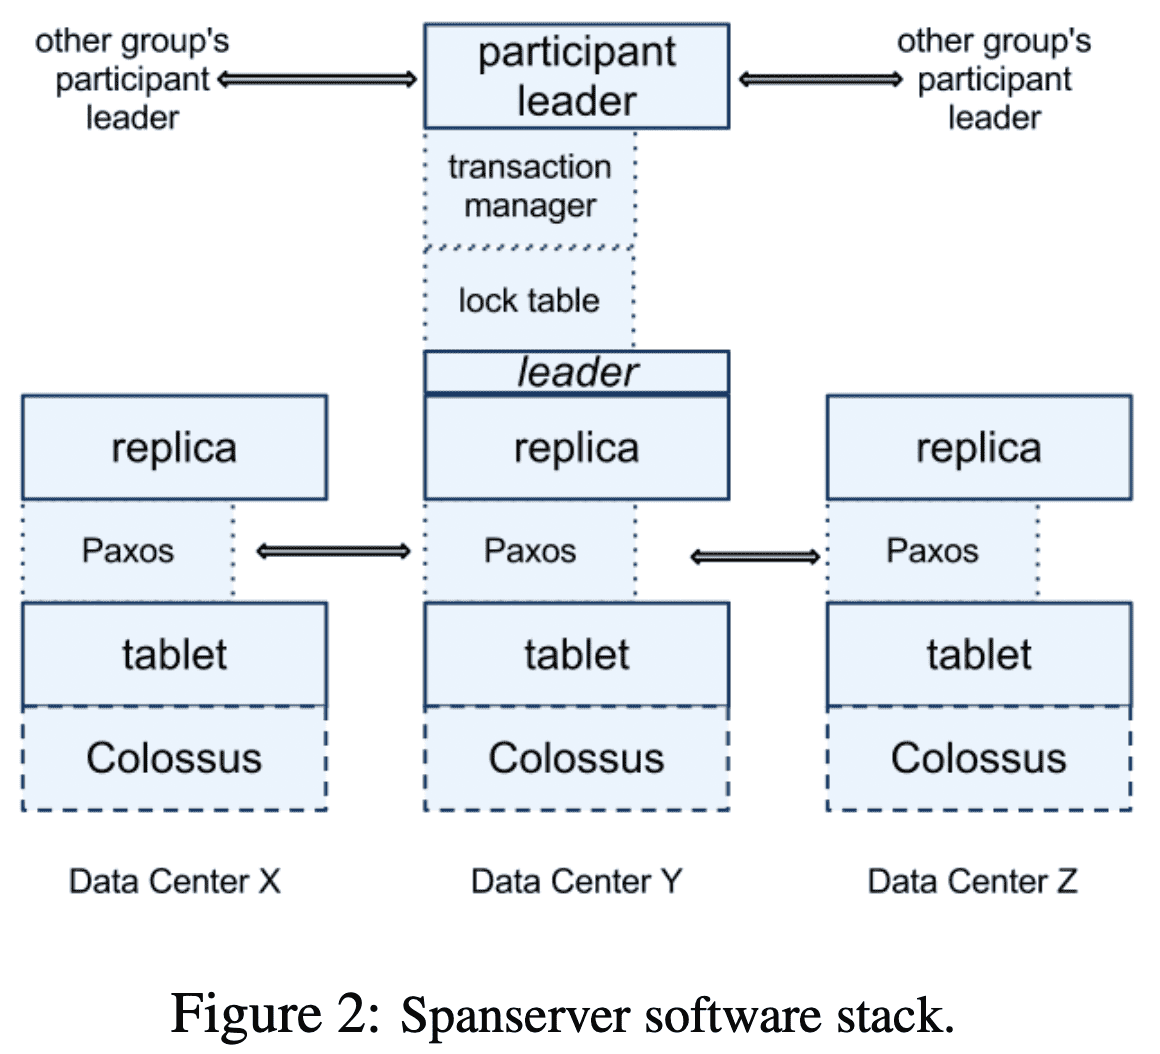 other group's
participant
leader
participant
leader
other group's
participant
leader
transaction
manager
lock table
leader
replica
replica
replica
Paxos
Paxos
Paxos
tablet
tablet
tablet
Colossus
Colossus
Colossus
Data Center X
Data Center Y
Data Center Z
Figure 2: Spanserver software stack.